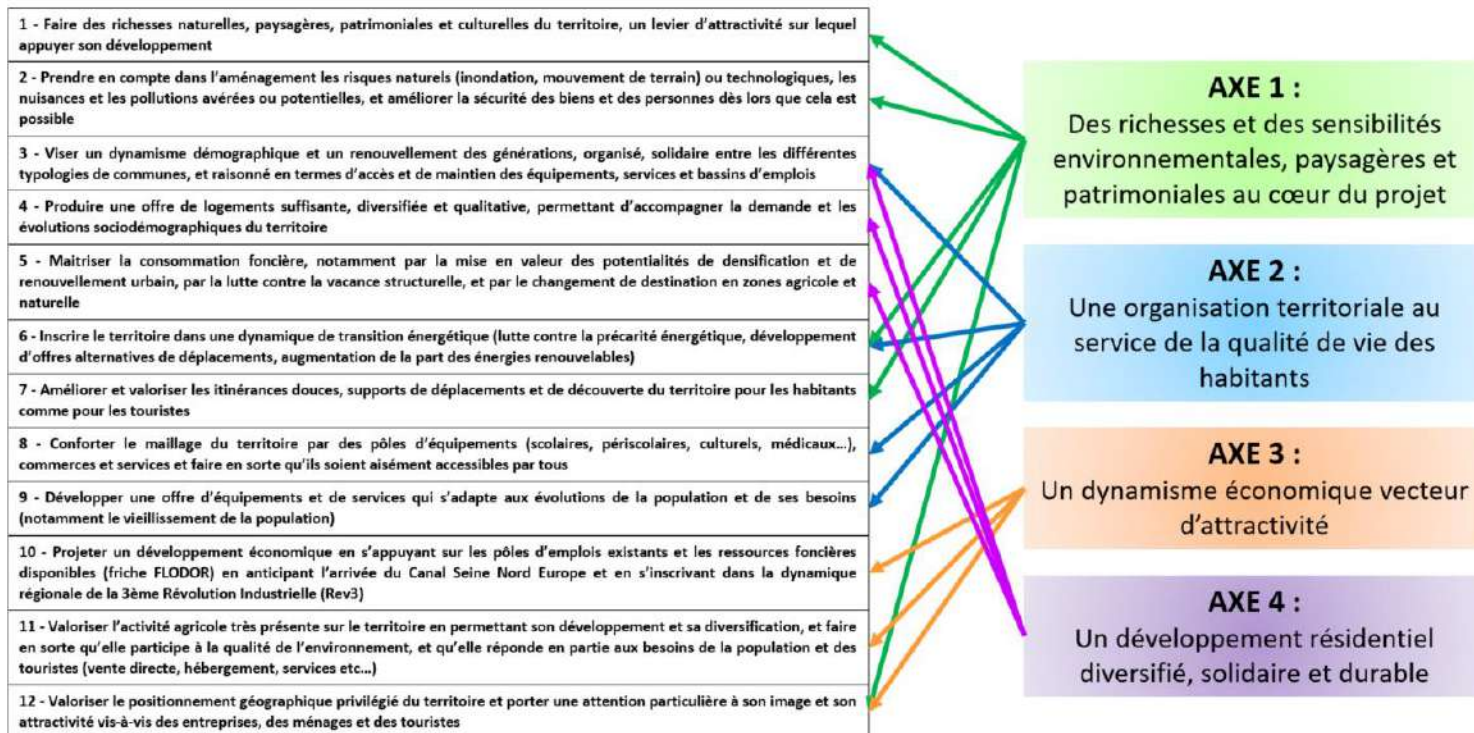 1 - Faire des richesses naturelles, paysagères, patrimoniales et culturelles du territoire, un levier d'attractivité sur lequel
appuyer son développement
2 - Prendre en compte dans l'aménagement les risques naturels (inondation, mouvement de terrain) ou technologiques, les
nuisances et les pollutions avérées ou potentielles, et améliorer la sécurité des biens et des personnes dès lors que cela est
possible
3 - Viser un dynamisme démographique et un renouvellement des générations, organisé, solidaire entre les différentes
typologies de communes, et raisonné en termes d'accès et de maintien des équipements, services et bassins d'emplois
4 - Produire une offre de logements suffisante, diversifiée et qualitative, permettant d'accompagner la demande et les
évolutions sociodémographiques du territoire
5 - Maitriser la consommation foncière, notamment par la mise en valeur des potentialités de densification et de
renouvellement urbain, par la lutte contre la vacance structurelle, et par le changement de destination en zones agricole et
naturelle
6 - Inscrire le territoire dans une dynamique de transition énergétique (lutte contre la précarité énergétique, développement
d'offres alternatives de déplacements, augmentation de la part des énergies renouvelables)
7 - Améliorer et valoriser les itinérances douces, supports de déplacements et de découverte du territoire pour les habitants
comme pour les touristes
8 - Conforter le maillage du territoire par des pôles d'équipements (scolaires, périscolaires, culturels, médicaux…),
commerces et services et faire en sorte qu'ils soient aisément accessibles par tous
9 - Développer une offre d'équipements et de services qui s'adapte aux évolutions de la population et de ses besoins
(notamment le vieillissement de la population)
10 - Projeter un développement économique en s'appuyant sur les pôles d'emplois existants et les ressources foncières
disponibles (friche FLODOR) en anticipant l'arrivée du Canal Seine Nord Europe et en s'inscrivant dans la dynamique
régionale de la 3ème Révolution Industrielle (Rev3)
11 - Valoriser l'activité agricole très présente sur le territoire en permettant son développement et sa diversification, et faire
en sorte qu'elle participe à la qualité de l'environnement, et qu'elle réponde en partie aux besoins de la population et des
touristes (vente directe, hébergement, services etc…)
12 - Valoriser le positionnement géographique privilégié du territoire et porter une attention particulière à son image et son
attractivité vis-à-vis des entreprises, des ménages et des touristes
AXE 1 :
Des richesses et des sensibilités
environnementales, paysagères et
patrimoniales au cœur du projet
AXE 2 :
Une organisation territoriale au
service de la qualité de vie des
habitants
AXE 3 :
Un dynamisme économique vecteur
d'attractivité
AXE 4 :
Un développement résidentiel
diversifié, solidaire et durable